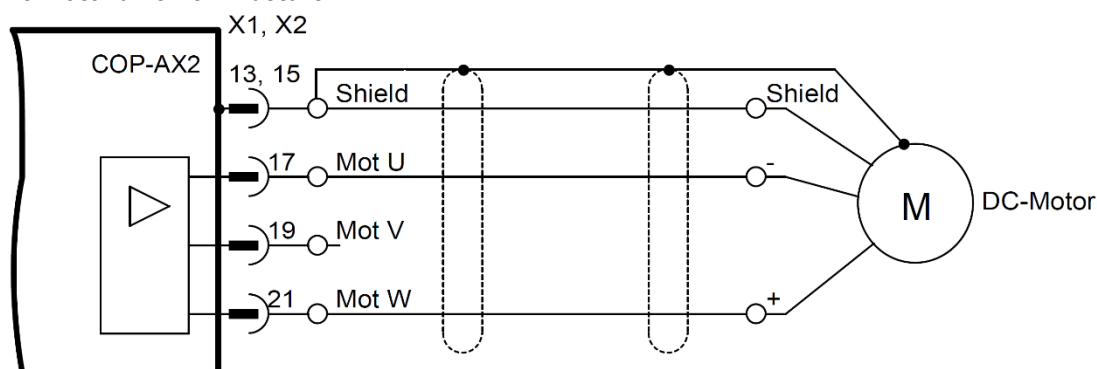 X1, X2
COP-AX2
13, 15
Shield
Shield
17
Mot U
-
19
Mot V
M
DC-Motor
21
Mot W
+